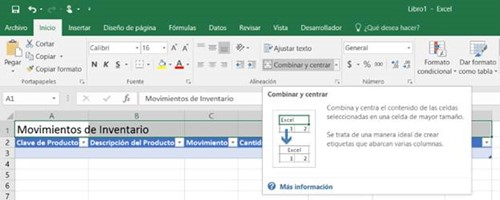 Libro1 - Excel
Archivo Inicio Insertar Diseño de página Fórmulas Datos Revisar Vista Desarrollador ¿Qué desea hacer?
Cortar
Copiar
Pegar
Copiar formato
Portapapeles
Calibri 16
N K S
Fuente
Ajustar texto
Combinar y centrar
Alineación
General
$ % 000
Número
Formato condicional
Dar formato como tabla
A1
fx Movimientos de Inventario
A B C
1 Movimientos de Inventario
2 Clave de Producto Descripción del Producto Movimiento Cantid
3
Combinar y centrar
Excel
1 2
Excel
1 2
Combina y centra el contenido de las celdas
seleccionadas en una celda de mayor tamaño.
Se trata de una manera ideal de crear
etiquetas que abarcan varias columnas.
Más información